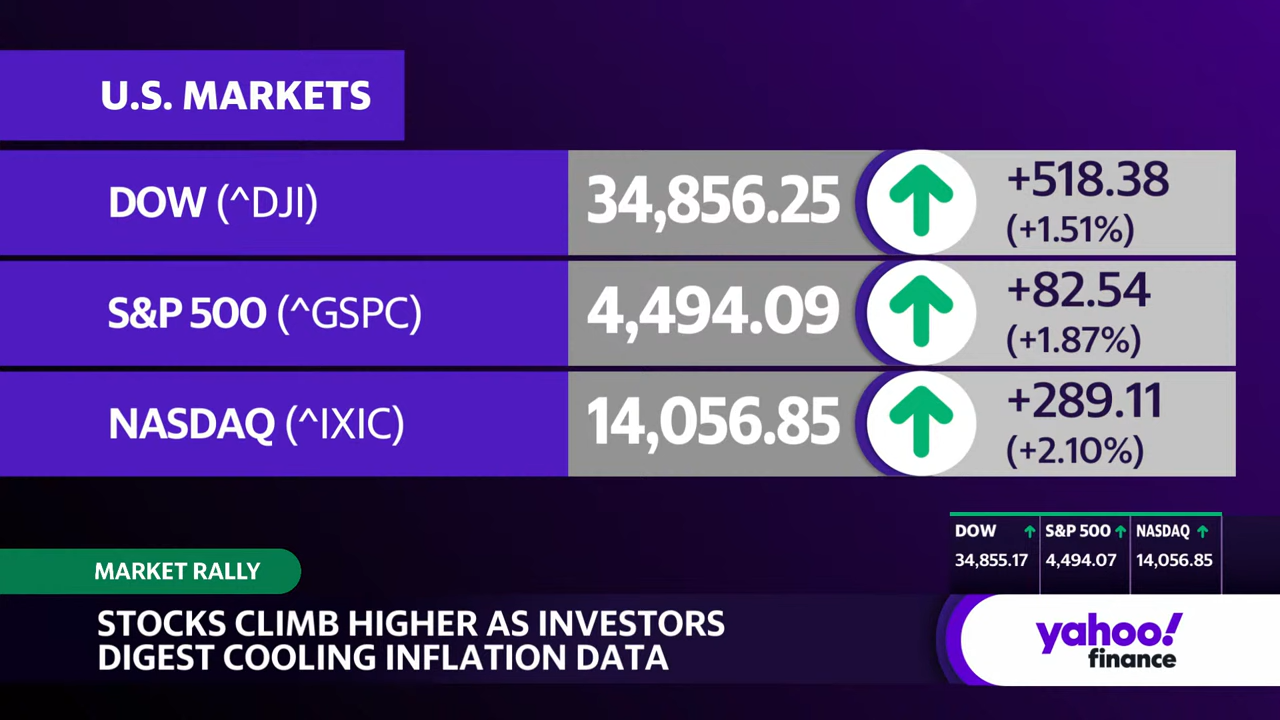 U.S. MARKETS
DOW (^DJI) 34,856.25 +518.38
(+1.51%)
S&P 500 (^GSPC) 4,494.09 +82.54
(+1.87%)
NASDAQ (^IXIC) 14,056.85 +289.11
(+2.10%)
DOW S&P 500 NASDAQ
34,855.17 4,494.07 14,056.85
MARKET RALLY
STOCKS CLIMB HIGHER AS INVESTORS
DIGEST COOLING INFLATION DATA
yahoo!
finance